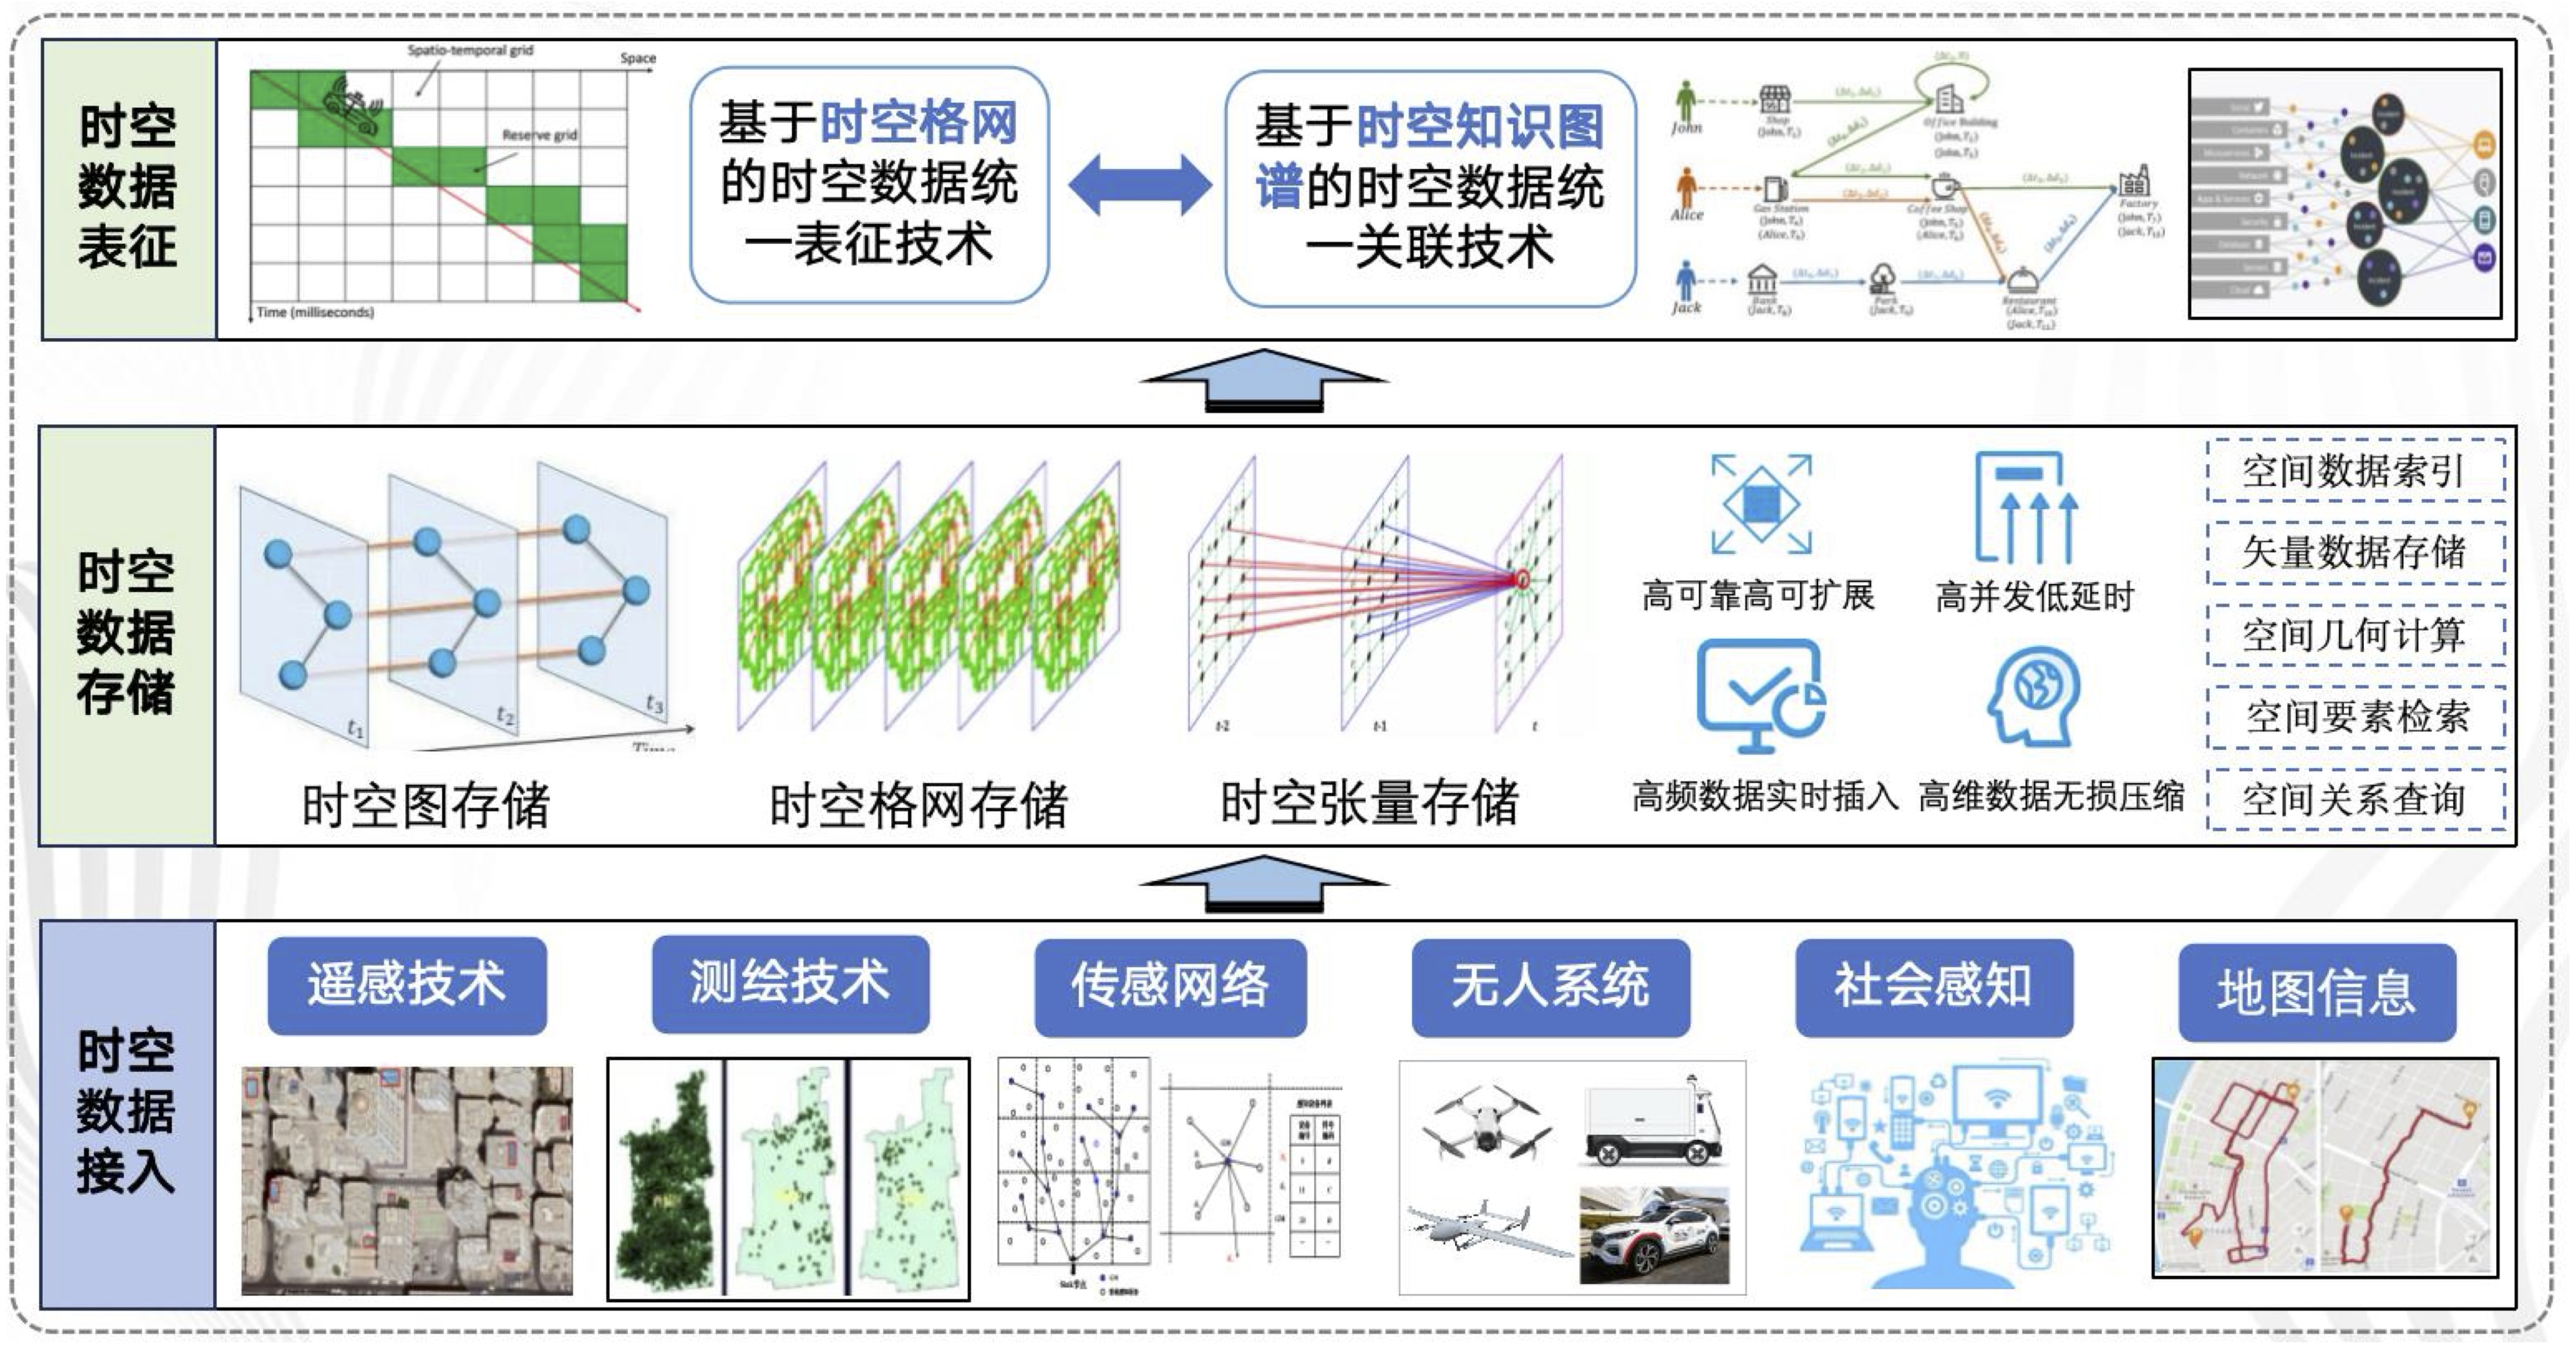 时空
数据
表征
Spatio-temporal grid
Space
Reserve grid
Time (milliseconds)
基于时空格网
的时空数据统
一表征技术
基于时空知识图
谱的时空数据统
一关联技术
John
Shop
Office Building
Alice
Gas Station
Coffee Shop
Factory
Jack
Bank
Park
Restaurant
时空
数据
存储
t1
t2
t3
时空图存储
时空格网存储
t-2
t-1
t
时空张量存储
高可靠高可扩展
高并发低延时
高频数据实时插入
高维数据无损压缩
空间数据索引
矢量数据存储
空间几何计算
空间要素检索
空间关系查询
时空
数据
接入
遥感技术
测绘技术
传感网络
无人系统
社会感知
地图信息